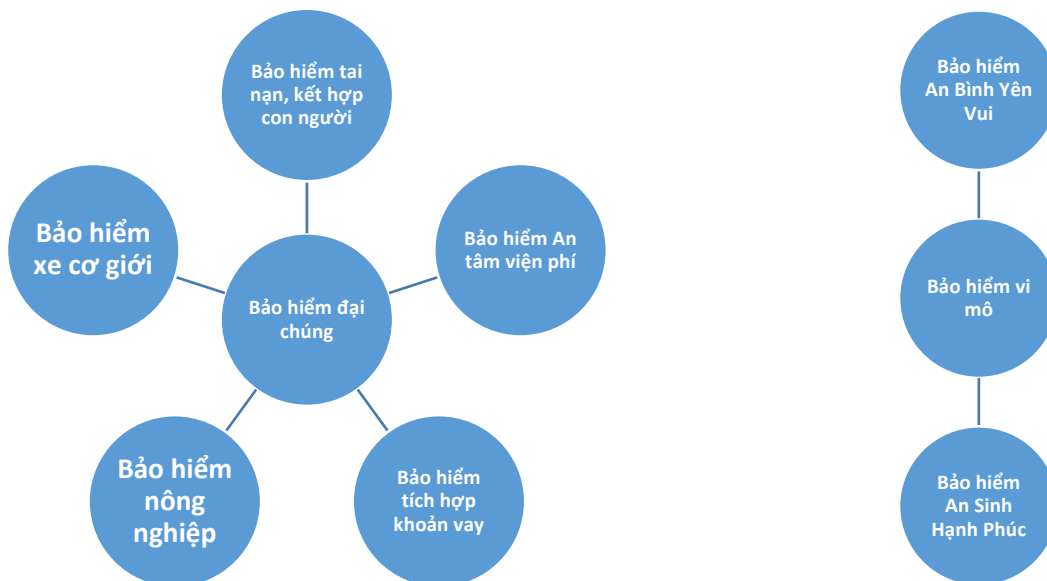 Bảo hiểm tai
nạn, kết hợp
con người
Bảo hiểm An
tâm viện phí
Bảo hiểm
tích hợp
khoản vay
Bảo hiểm
nông
nghiệp
Bảo hiểm
xe cơ giới
Bảo hiểm đại
chúng
Bảo hiểm
An Bình Yên
Vui
Bảo hiểm vi
mô
Bảo hiểm
An Sinh
Hạnh Phúc